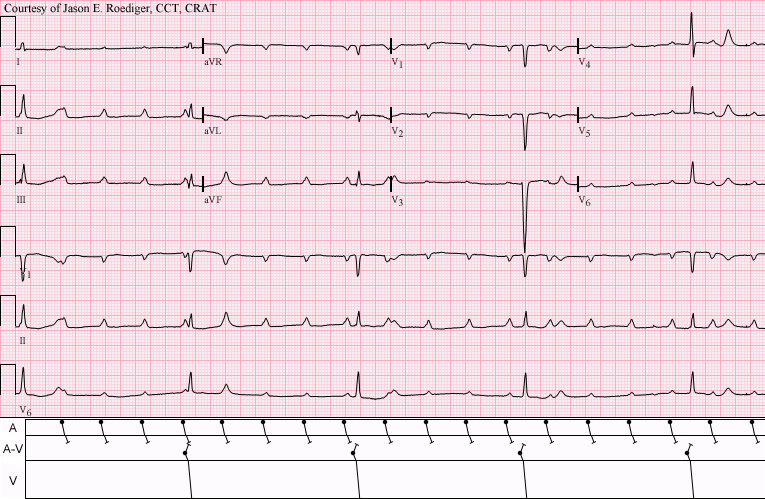 Courtesy of Jason E. Roediger, CCT, CRAT
I aVR V1 V4
II aVL V2 V5
III aVF V3 V6
V1
II
V6
A
A-V
V